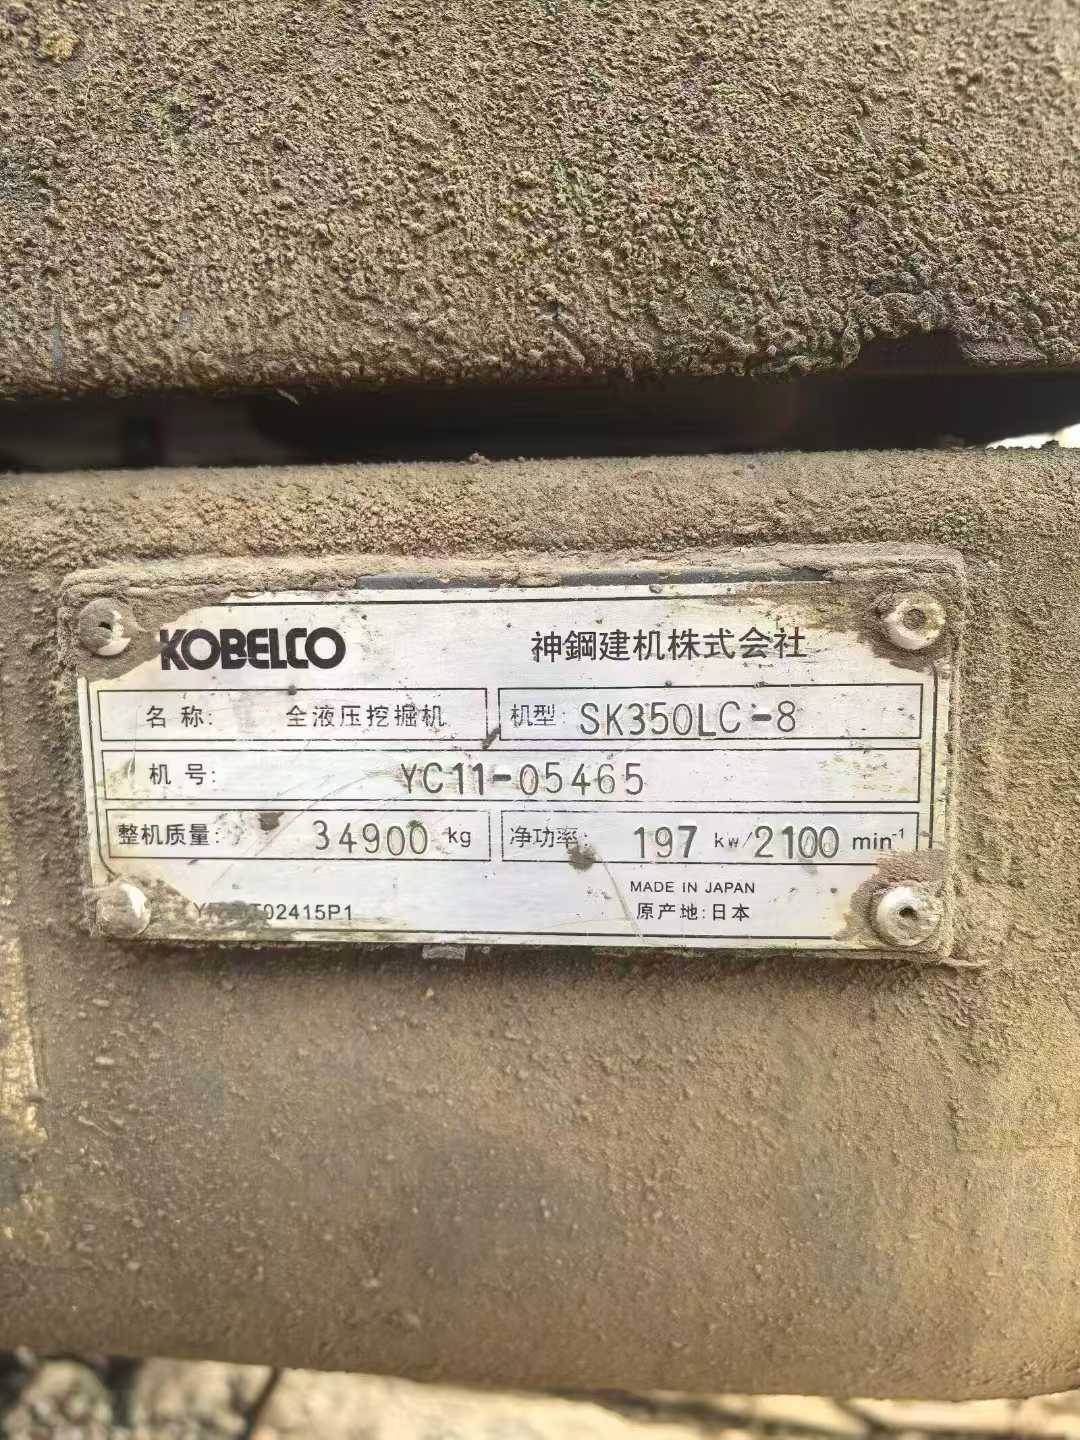 KOBELCO 神鋼建机株式会社
名 称: 全液压挖掘机 机型: SK350LC-8
机 号: YC11-05465
整机质量: 34900 kg 净功率: 197 kw/2100 min-1
MADE IN JAPAN
T02415P1 原产地:日本